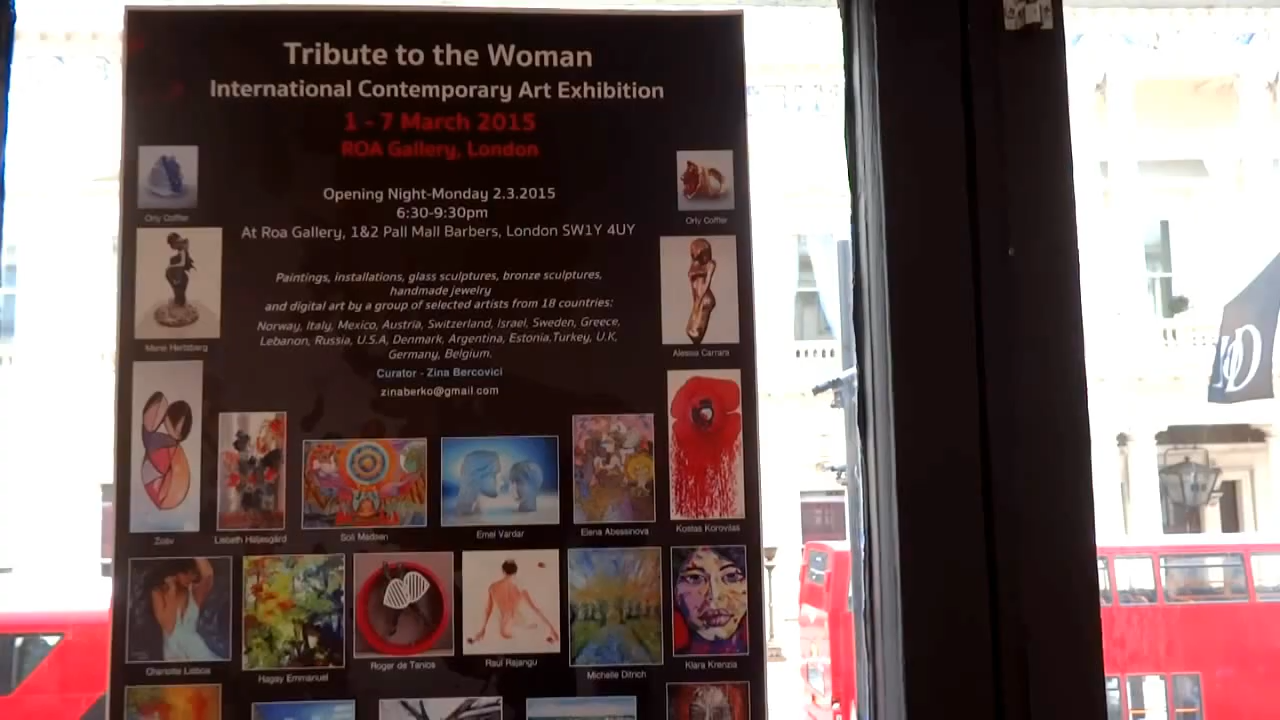 Tribute to the Woman
International Contemporary Art Exhibition
1 - 7 March 2015
ROA Gallery, London
Opening Night-Monday 2.3.2015
6:30-9:30pm
At Roa Gallery, 1&2 Pall Mall Barbers, London SW1Y 4UY
Orly Coffler
Orly Coffler
Paintings, installations, glass sculptures, bronze sculptures,
handmade jewelry
and digital art by a group of selected artists from 18 countries:
Norway, Italy, Mexico, Austria, Switzerland, Israel, Sweden, Greece,
Lebanon, Russia, U.S.A, Denmark, Argentina, Estonia,Turkey, U.K,
Germany, Belgium.
Curator - Zina Bercovici
zinaberko@gmail.com
Marie Hertzberg
Alessia Carrara
Lisbeth
Soli Madsen
Emel Vardar
Elena Abessinova
Kostas Korovilas
Charlotte Lisboa
Hagay Emmanuel
Roger de Tanios
Raul Rajangu
Michelle Ditrich
Klara Krenzia